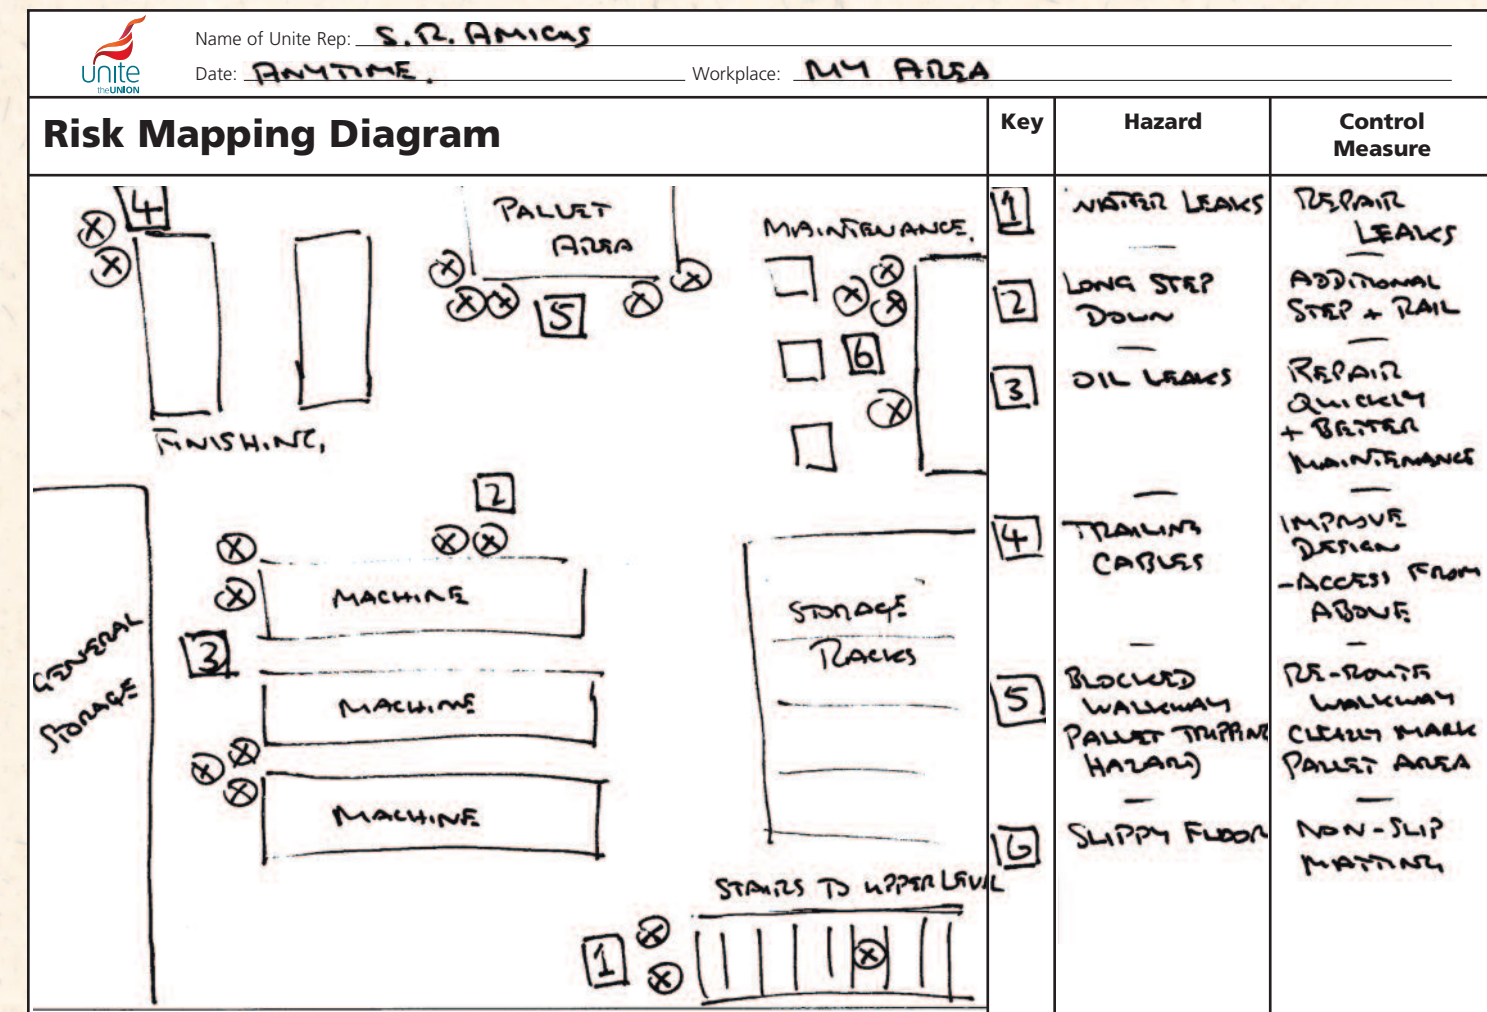 unite
theUNION
Name of Unite Rep: S. R. AMICUS
Date: ANYTIME. Workplace: MY AREA
Risk Mapping Diagram
Key
Hazard
Control
Measure
4
PALLET
AREA
5
MAINTENANCE.
6
FINISHING.
2
MACHINE
3
MACHINE
MACHINE
GENERAL
STORAGE
STORAGE
RACKS
STAIRS TO UPPER LEVEL
1
1
WATER LEAKS
REPAIR
LEAKS
2
LONG STEP
DOWN
ADDITIONAL
STEP + RAIL
3
OIL LEAKS
REPAIR
QUICKLY
+ BETTER
MAINTENANCE
4
TRAILING
CABLES
IMPROVE
DESIGN
-ACCESS FROM
ABOVE
5
BLOCKED
WALKWAY
PALLET TRIPPING
HAZARD
RE-ROUTE
WALKWAY
CLEARLY MARK
PALLET AREA
6
SLIPPY FLOOR
NON-SLIP
MATTING